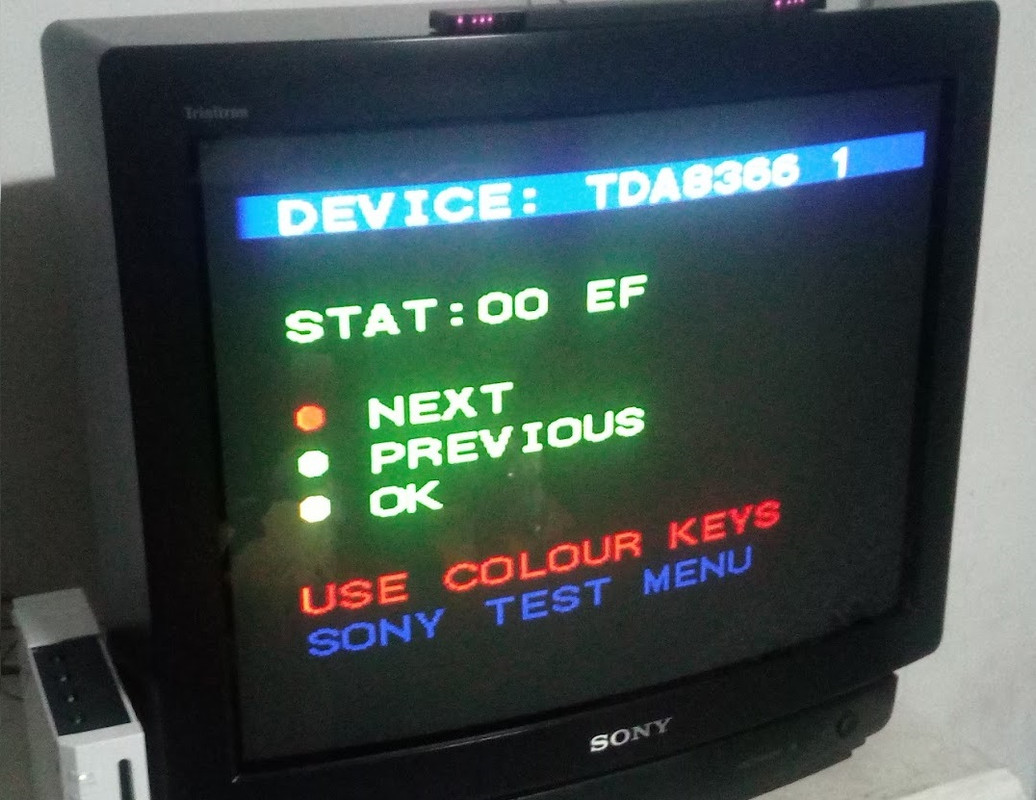 Trinitron
DEVICE: TDA8366 1
STAT:00 EF
NEXT
PREVIOUS
OK
USE COLOUR KEYS
SONY TEST MENU
SONY